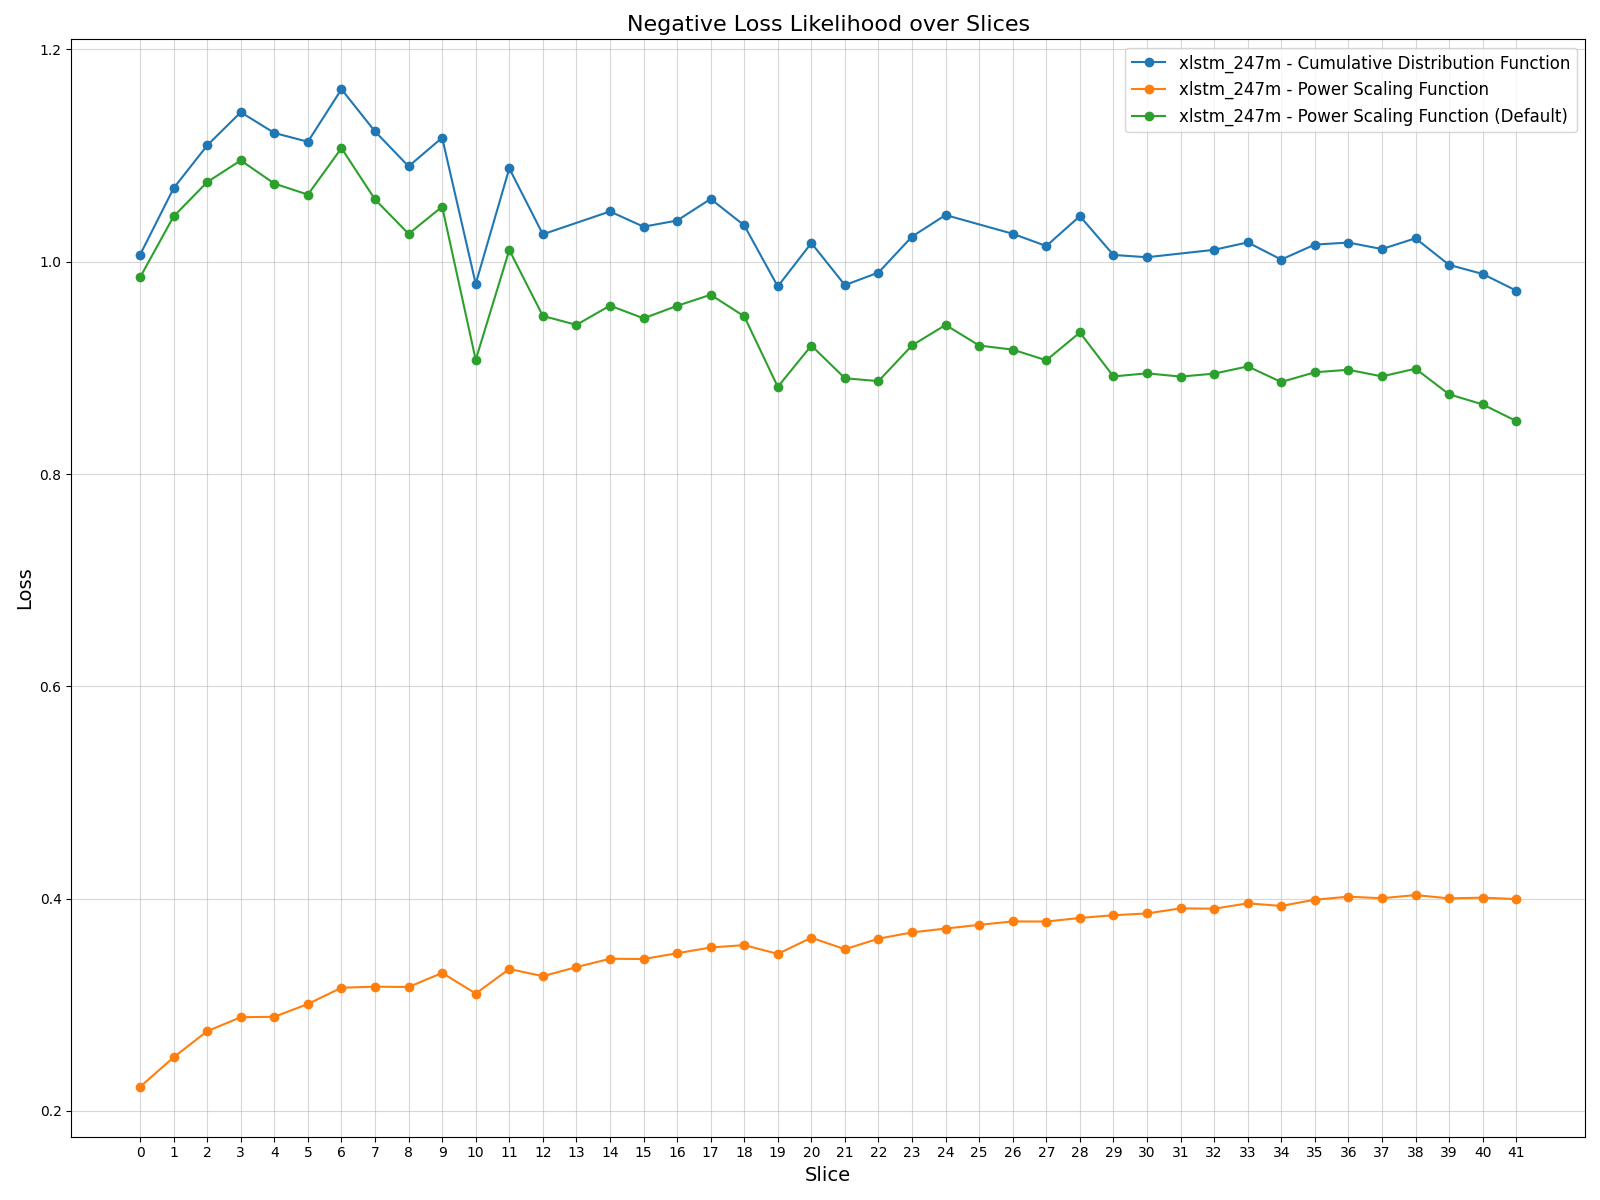 Negative Loss Likelihood over Slices
xlstm_247m - Cumulative Distribution Function
xlstm_247m - Power Scaling Function
xlstm_247m - Power Scaling Function (Default)
1.2
1.0
0.8
0.6
0.4
0.2
Loss
0 1 2 3 4 5 6 7 8 9 10 11 12 13 14 15 16 17 18 19 20 21 22 23 24 25 26 27 28 29 30 31 32 33 34 35 36 37 38 39 40 41
Slice